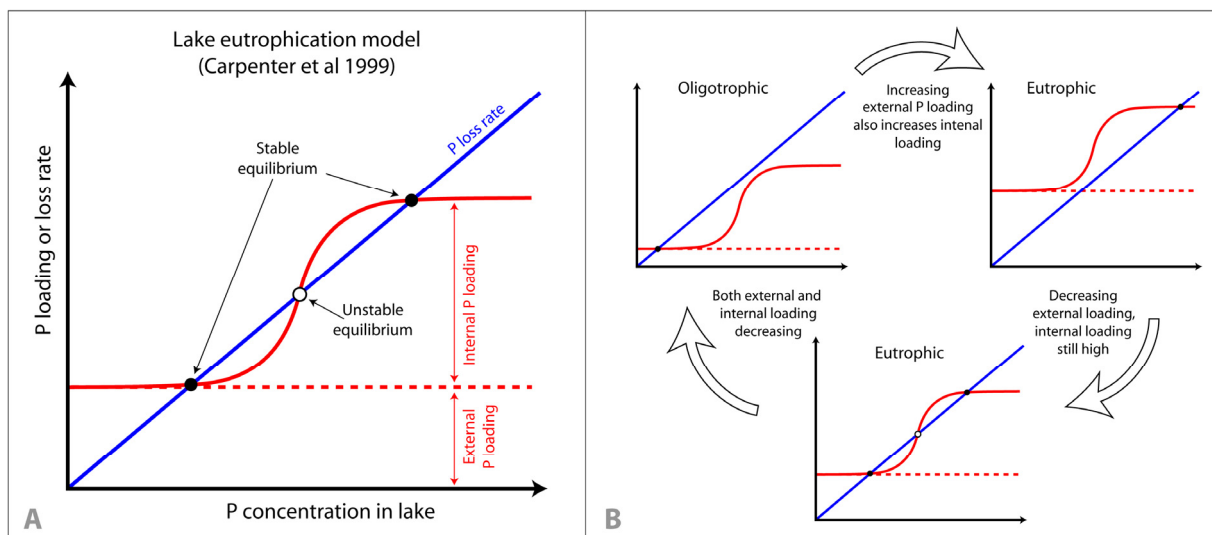 Lake eutrophication model
(Carpenter et al 1999)
P loading or loss rate
Stable
equilibrium
P loss rate
Unstable
equilibrium
Internal P loading
External
P loading
P concentration in lake
A
Oligotrophic
Increasing
external P loading
also increases intenal
loading
Eutrophic
Both external and
internal loading
decreasing
Eutrophic
Decreasing
external loading,
internal loading
still high
B